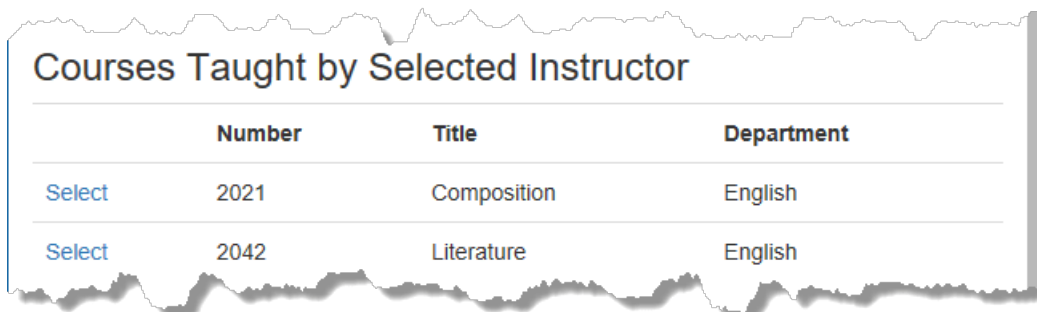 Courses Taught by Selected Instructor
Number Title Department
Select 2021 Composition English
Select 2042 Literature English